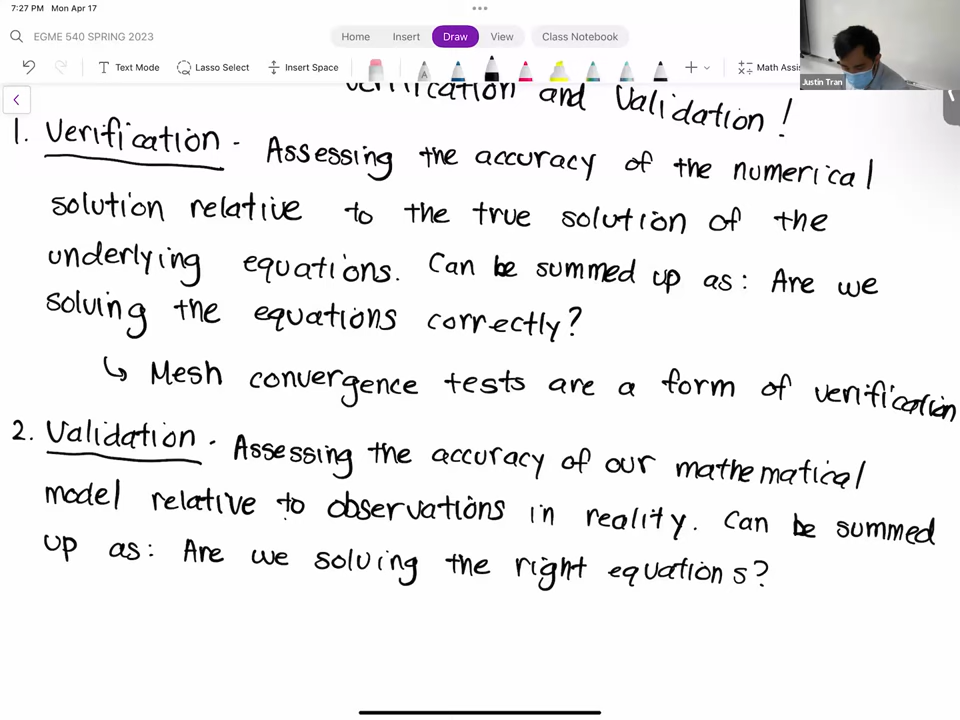 7:27 PM Mon Apr 17
EGME 540 SPRING 2023
Home Insert Draw View Class Notebook
Text Mode Lasso Select Insert Space Math Assis
Justin Tran
Verification and Validation!
1. Verification - Assessing the accuracy of the numerical
solution relative to the true solution of the
underlying equations. Can be summed up as: Are we
solving the equations correctly?
↳ Mesh convergence tests are a form of verification
2. Validation - Assessing the accuracy of our mathematical
model relative to observations in reality. Can be summed
up as: Are we solving the right equations?